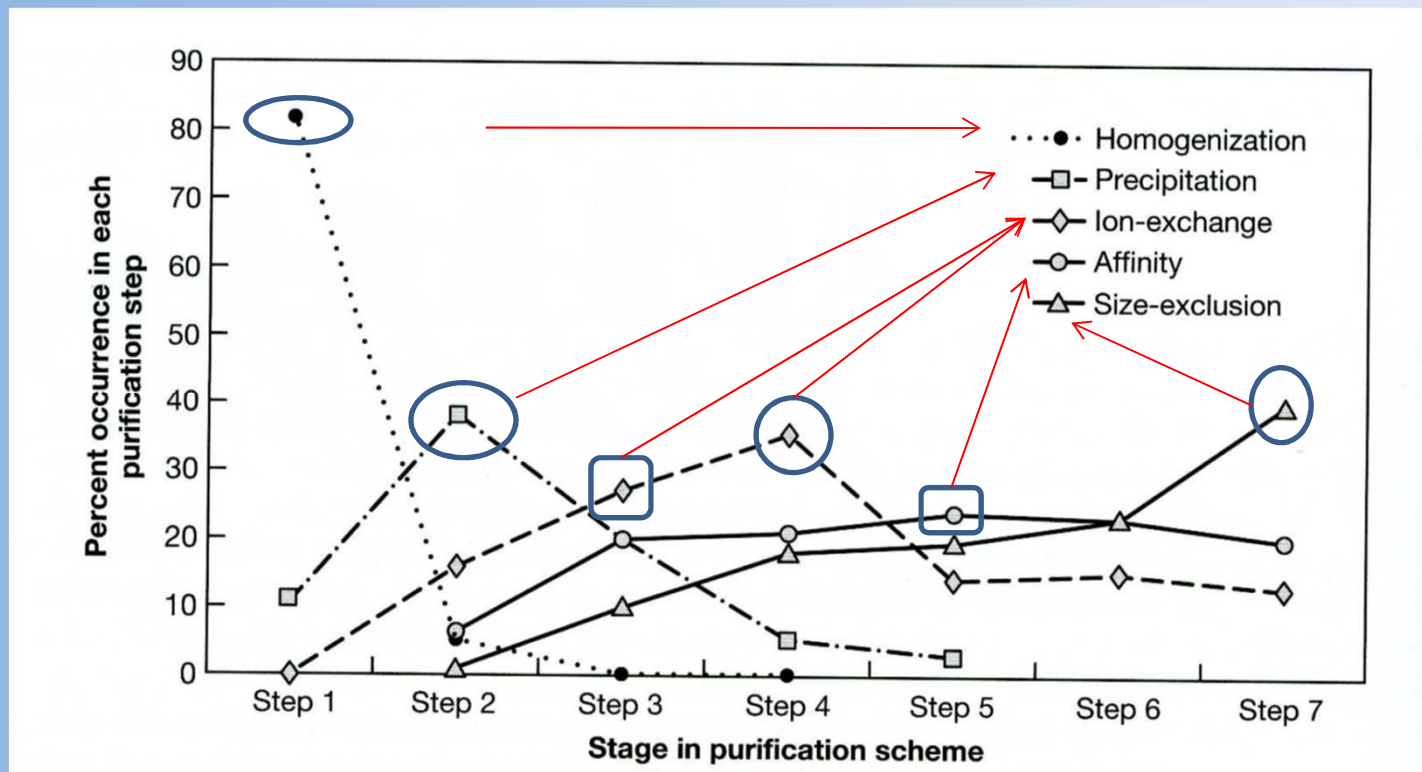 Percent occurrence in each
purification step
90
80
70
60
50
40
30
20
10
0
Homogenization
Precipitation
Ion-exchange
Affinity
Size-exclusion
Step 1 Step 2 Step 3 Step 4 Step 5 Step 6 Step 7
Stage in purification scheme